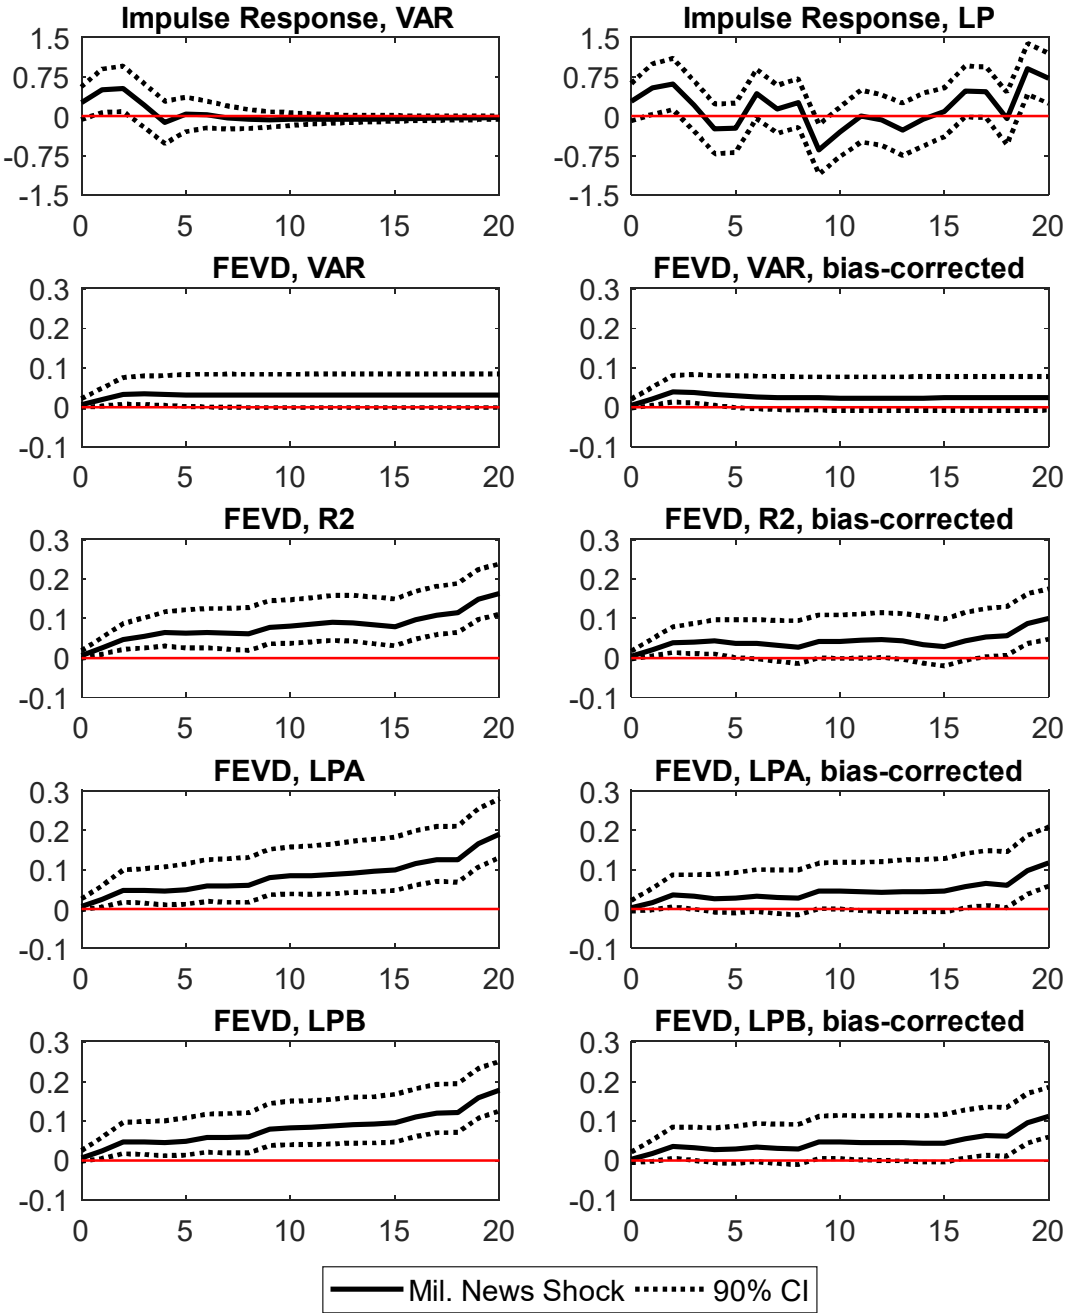 Impulse Response, VAR
1.5
0.75
0
-0.75
-1.5
0 5 10 15 20
Impulse Response, LP
1.5
0.75
0
-0.75
-1.5
0 5 10 15 20
FEVD, VAR
0.3
0.2
0.1
0
-0.1
0 5 10 15 20
FEVD, VAR, bias-corrected
0.3
0.2
0.1
0
-0.1
0 5 10 15 20
FEVD, R2
0.3
0.2
0.1
0
-0.1
0 5 10 15 20
FEVD, R2, bias-corrected
0.3
0.2
0.1
0
-0.1
0 5 10 15 20
FEVD, LPA
0.3
0.2
0.1
0
-0.1
0 5 10 15 20
FEVD, LPA, bias-corrected
0.3
0.2
0.1
0
-0.1
0 5 10 15 20
FEVD, LPB
0.3
0.2
0.1
0
-0.1
0 5 10 15 20
FEVD, LPB, bias-corrected
0.3
0.2
0.1
0
-0.1
0 5 10 15 20
Mil. News Shock 90% CI